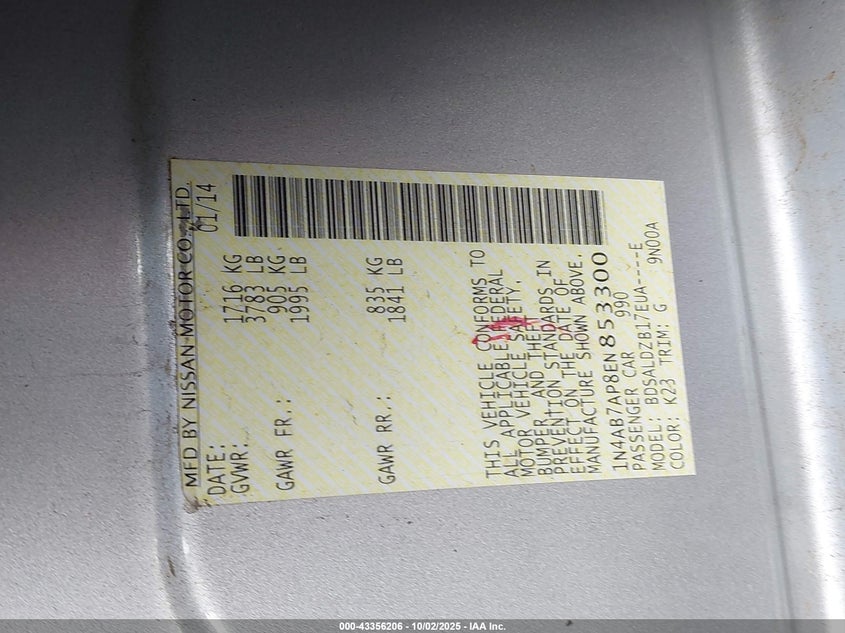 MFD BY NISSAN MOTOR CO., LTD.
DATE: 01/14
GVWR: 1716 KG
3783 LB
GAWR FR.: 905 KG
1995 LB
GAWR RR.: 835 KG
1841 LB
THIS VEHICLE CONFORMS TO
ALL APPLICABLE FEDERAL
MOTOR VEHICLE SAFETY,
BUMPER AND THEFT
PREVENTION STANDARDS IN
EFFECT ON THE DATE OF
MANUFACTURE SHOWN ABOVE.
1N4AB7AP8EN853300
PASSENGER CAR 990
MODEL: BDSALDZB17EUA----E
COLOR: K23 TRIM: G 9N00A
000-43356206 - 10/02/2025 - IAA Inc.